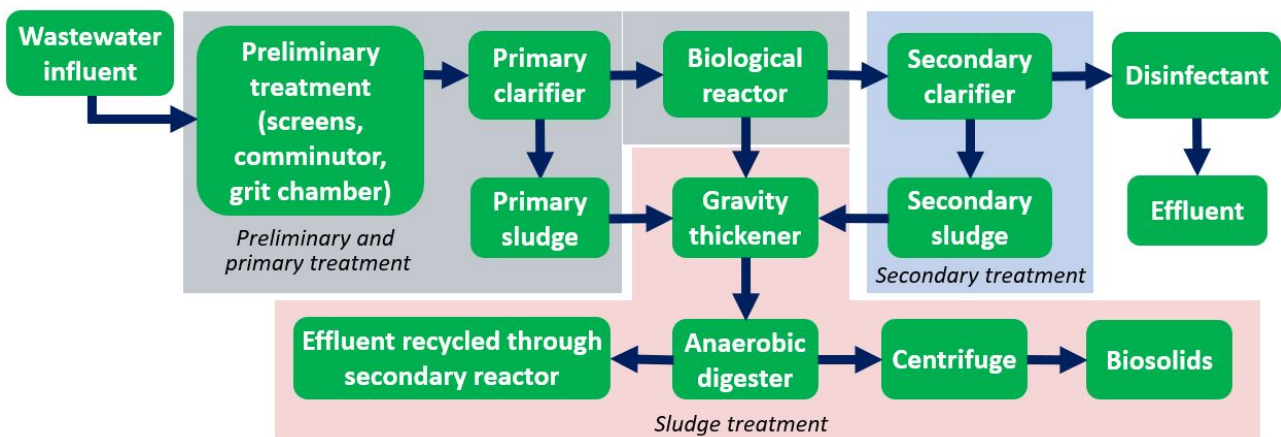 Wastewater
influent
Preliminary
treatment
(screens,
comminutor,
grit chamber)
Primary
clarifier
Biological
reactor
Secondary
clarifier
Disinfectant
Primary
sludge
Gravity
thickener
Secondary
sludge
Effluent
Preliminary and
primary treatment
Secondary treatment
Effluent recycled through
secondary reactor
Anaerobic
digester
Centrifuge
Biosolids
Sludge treatment